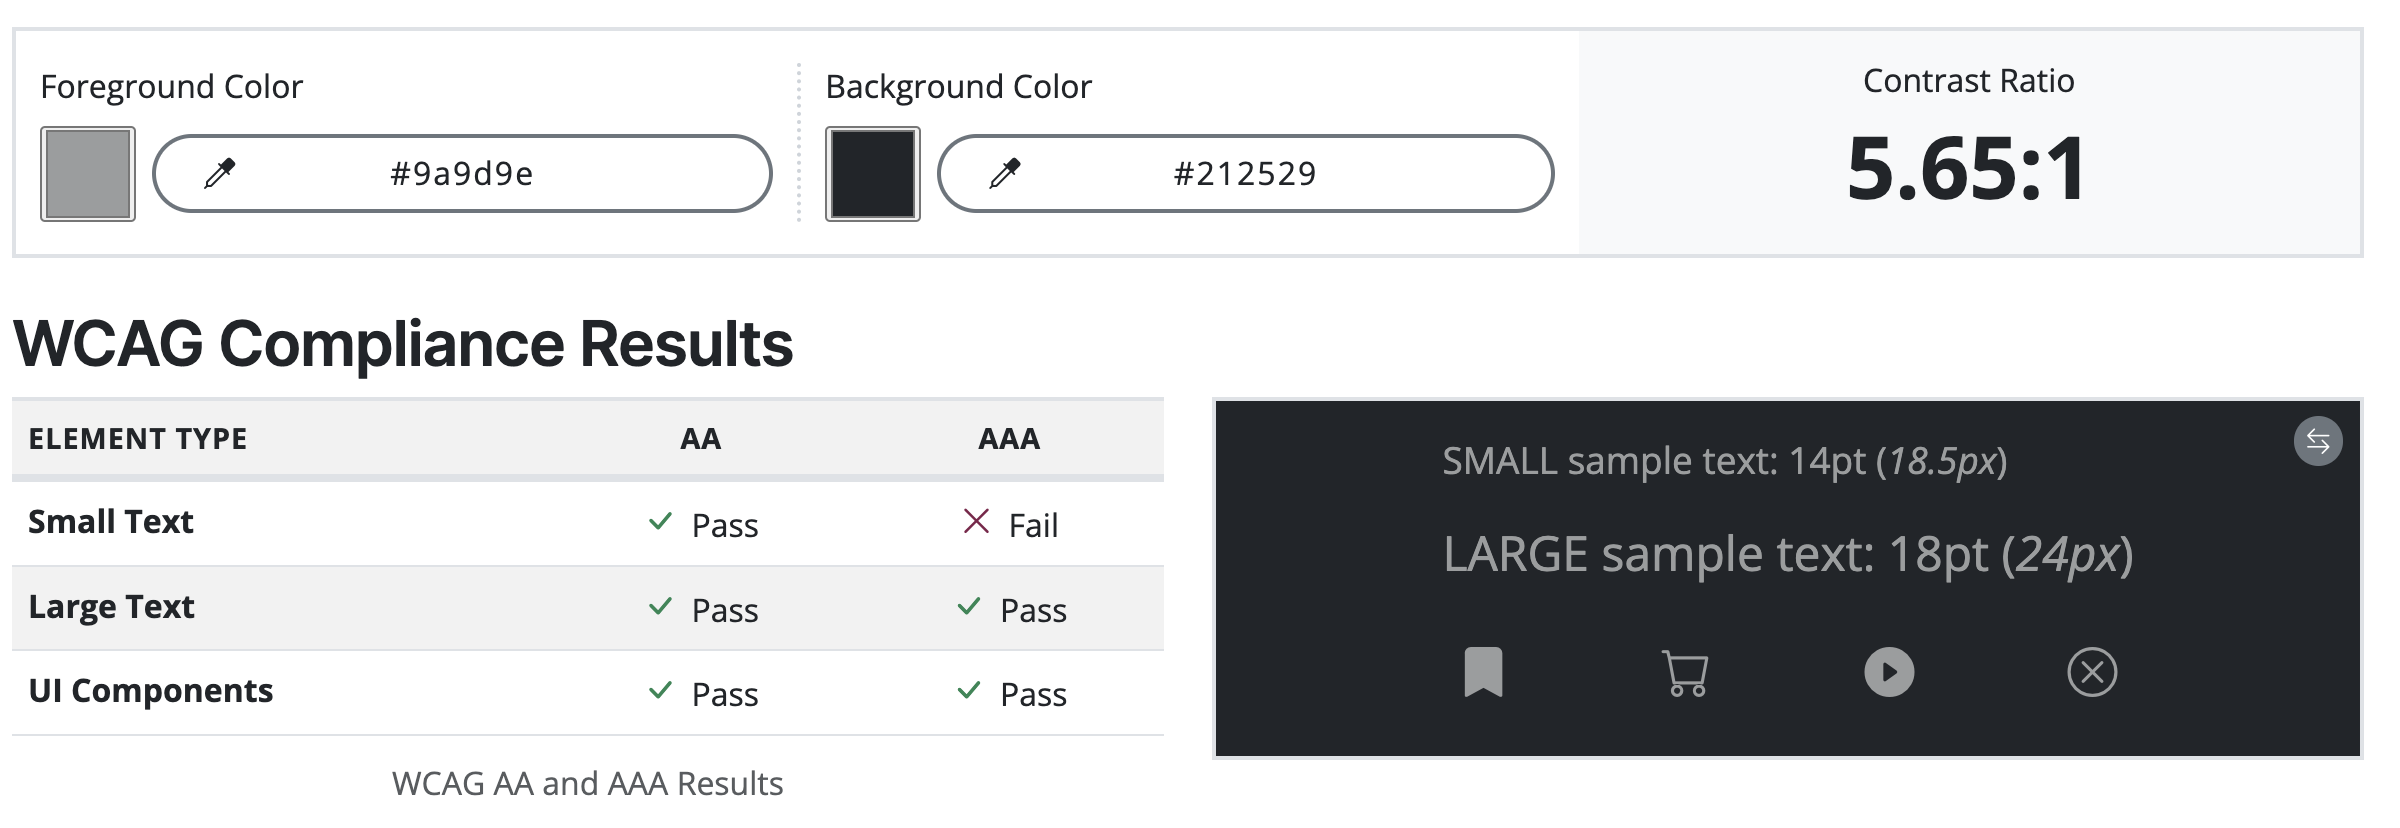 Foreground Color
#9a9d9e
Background Color
#212529
Contrast Ratio
5.65:1
WCAG Compliance Results
ELEMENT TYPE AA AAA
Small Text Pass Fail
Large Text Pass Pass
UI Components Pass Pass
WCAG AA and AAA Results
SMALL sample text: 14pt (18.5px)
LARGE sample text: 18pt (24px)